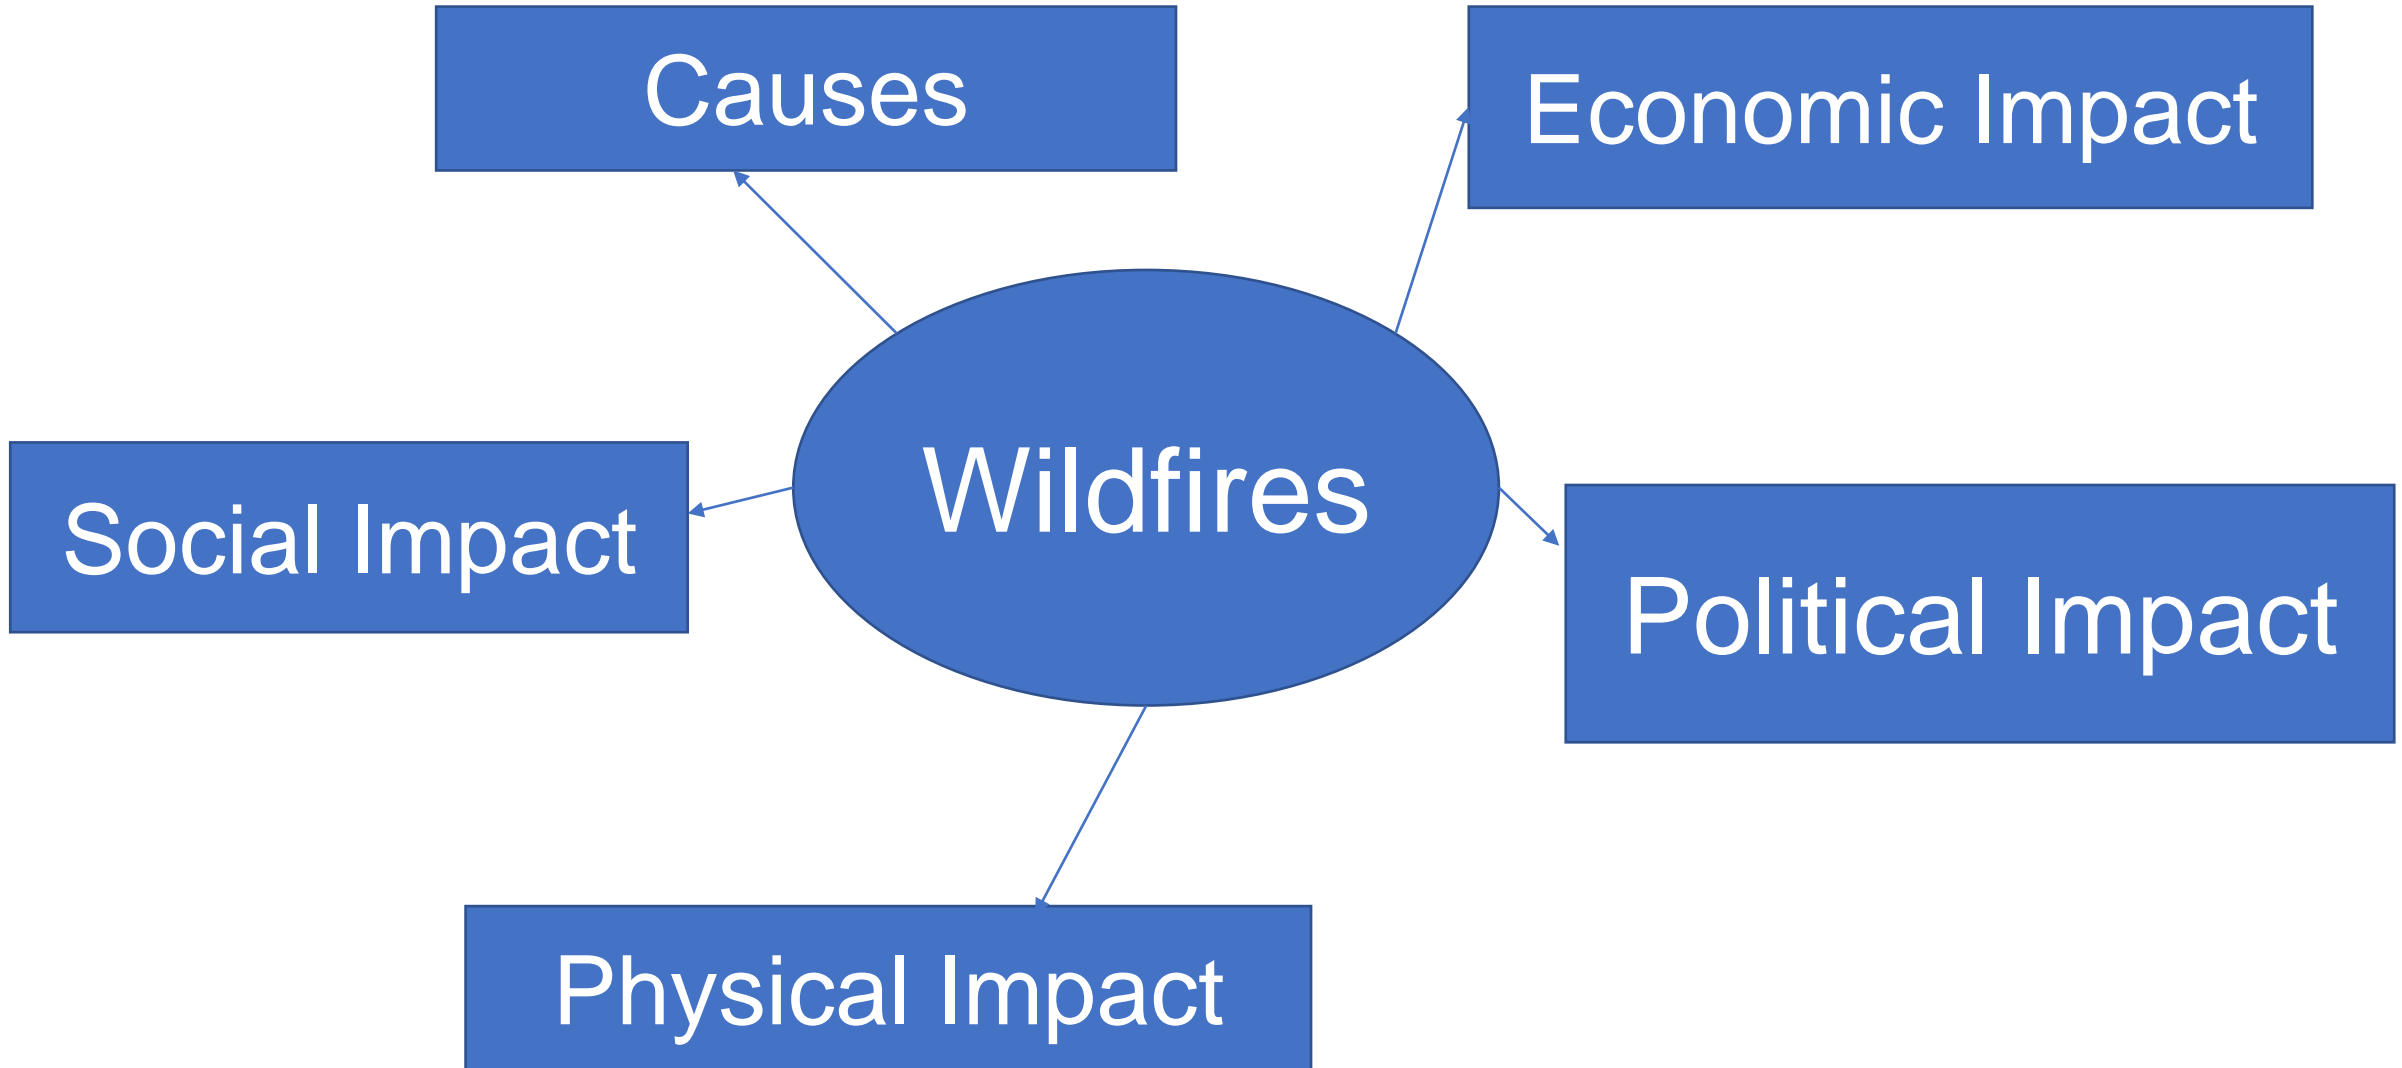 Causes
Economic Impact
Wildfires
Social Impact
Political Impact
Physical Impact